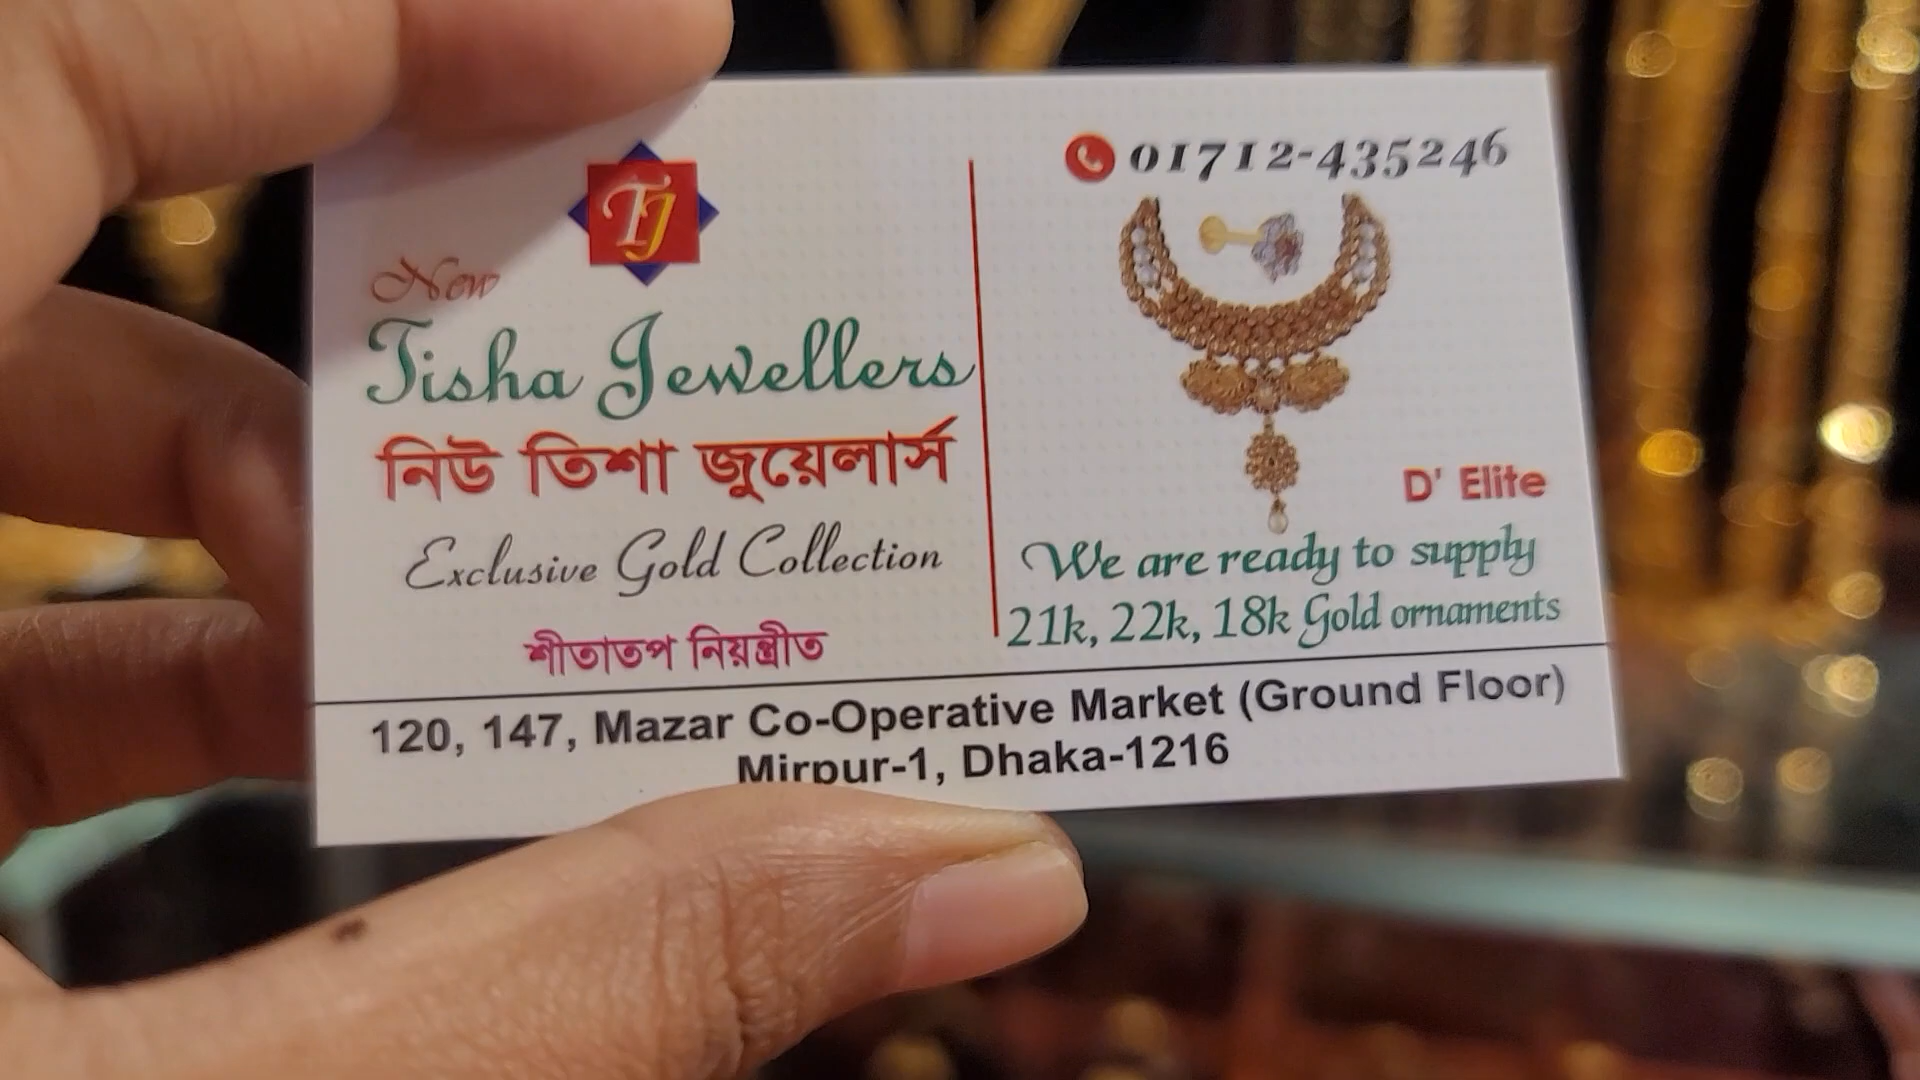 TJ
New
Tisha Jewellers
নিউ তিশা জুয়েলার্স
Exclusive Gold Collection
শীতাতপ নিয়ন্ত্রীত
01712-435246
D' Elite
We are ready to supply
21k, 22k, 18k Gold ornaments
120, 147, Mazar Co-Operative Market (Ground Floor)
Mirpur-1, Dhaka-1216